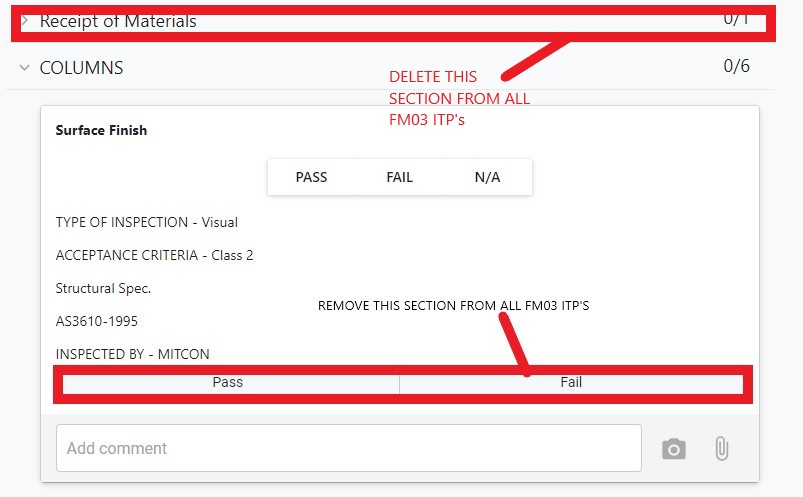 Receipt of Materials 0/1
COLUMNS 0/6
DELETE THIS
SECTION FROM ALL
FM03 ITP's
Surface Finish
PASS FAIL N/A
TYPE OF INSPECTION - Visual
ACCEPTANCE CRITERIA - Class 2
Structural Spec.
REMOVE THIS SECTION FROM ALL FM03 ITP'S
AS3610-1995
INSPECTED BY - MITCON
Pass Fail
Add comment